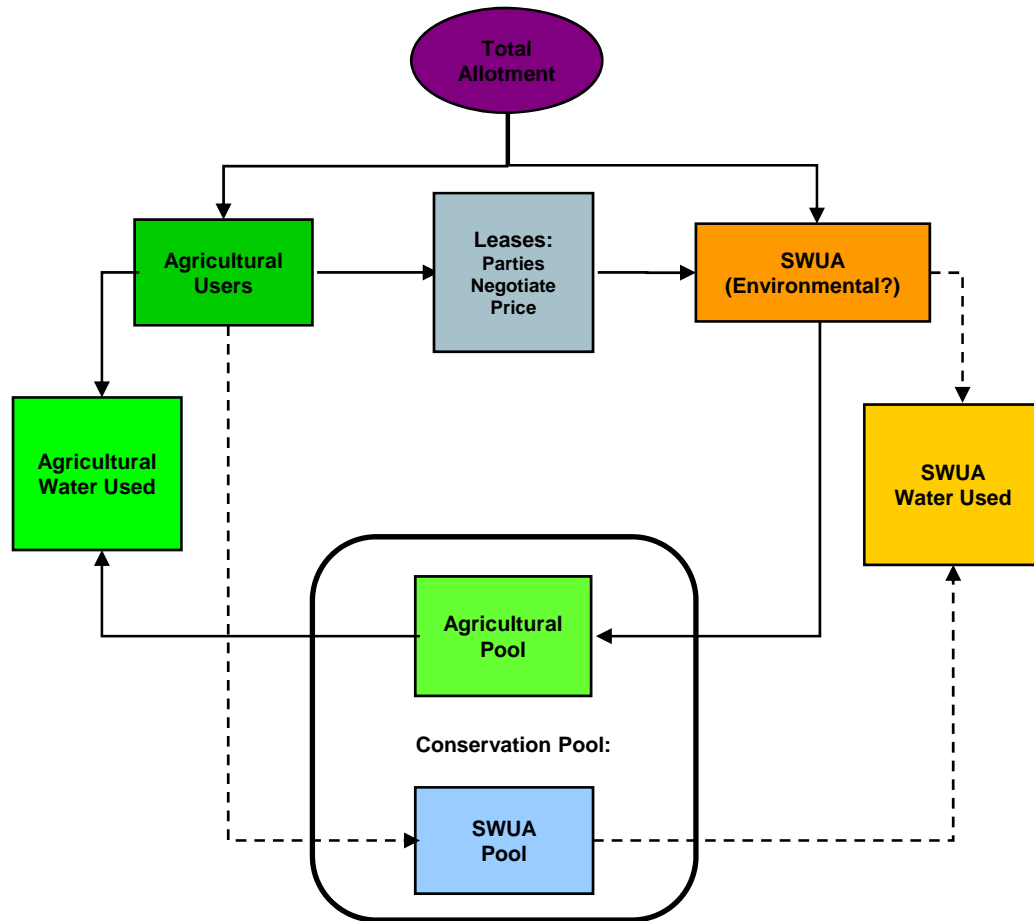 Total
Allotment
Agricultural
Users
Leases:
Parties
Negotiate
Price
SWUA
(Environmental?)
Agricultural
Water Used
SWUA
Water Used
Agricultural
Pool
Conservation Pool:
SWUA
Pool